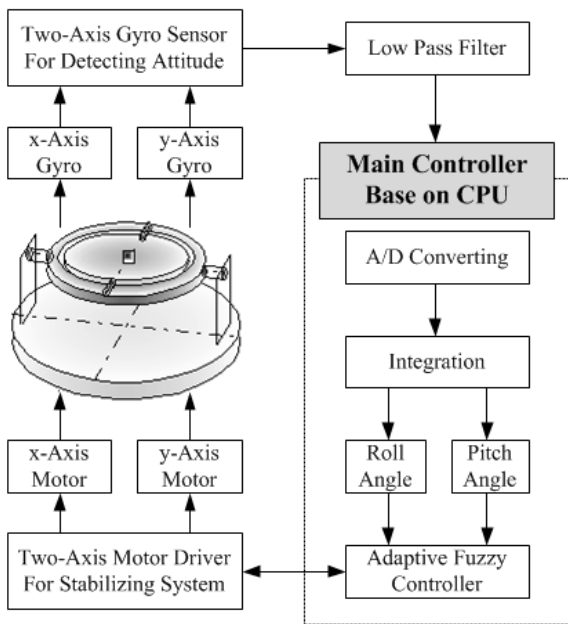 Two-Axis Gyro Sensor
For Detecting Attitude
Low Pass Filter
x-Axis
Gyro
y-Axis
Gyro
Main Controller
Base on CPU
A/D Converting
Integration
x-Axis
Motor
y-Axis
Motor
Roll
Angle
Pitch
Angle
Two-Axis Motor Driver
For Stabilizing System
Adaptive Fuzzy
Controller